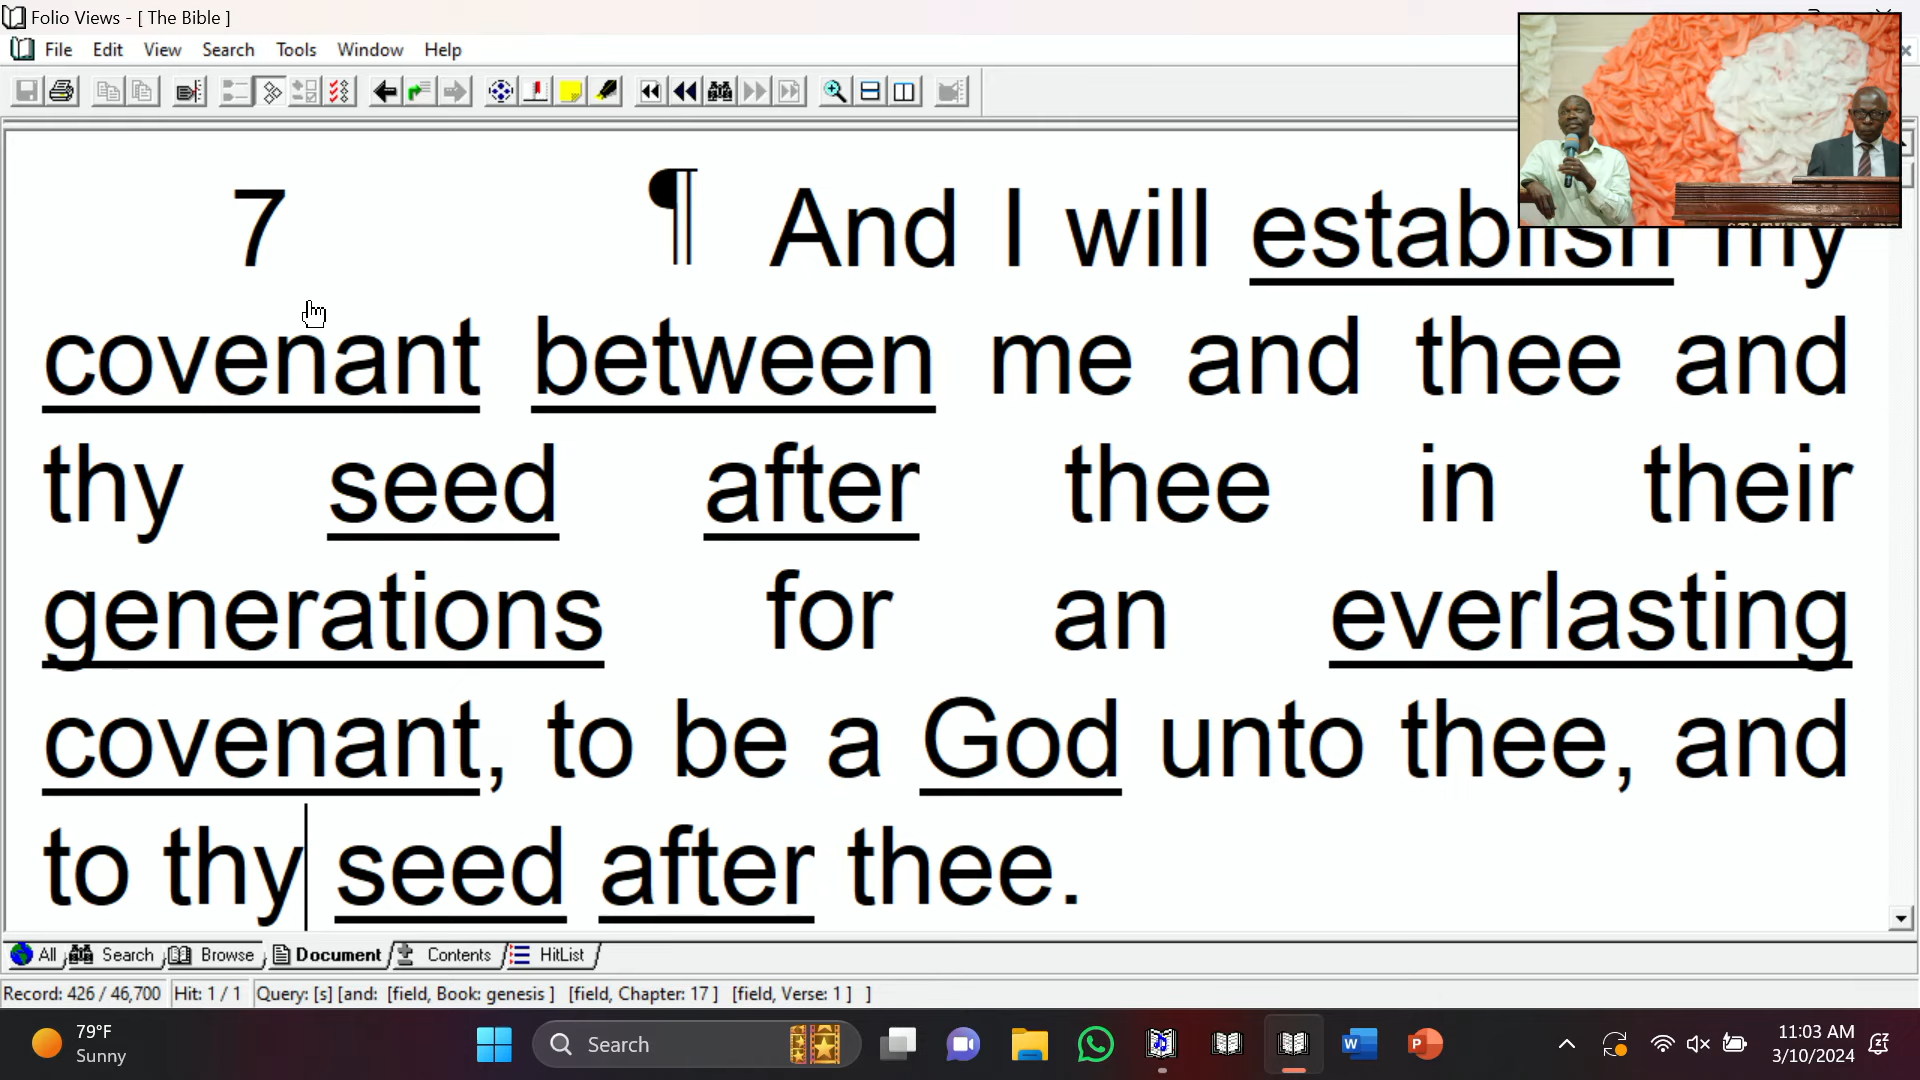 Folio Views - [ The Bible ]
File Edit View Search Tools Window Help
7 ¶ And I will establish my
covenant between me and thee and
thy seed after thee in their
generations for an everlasting
covenant, to be a God unto thee, and
to thy seed after thee.
All Search Browse Document Contents HitList
Record: 426 / 46,700 Hit: 1 / 1 Query: [s] [and: [field, Book: genesis ] [field, Chapter: 17 ] [field, Verse: 1 ] ]
79°F
Sunny
Search
11:03 AM
3/10/2024